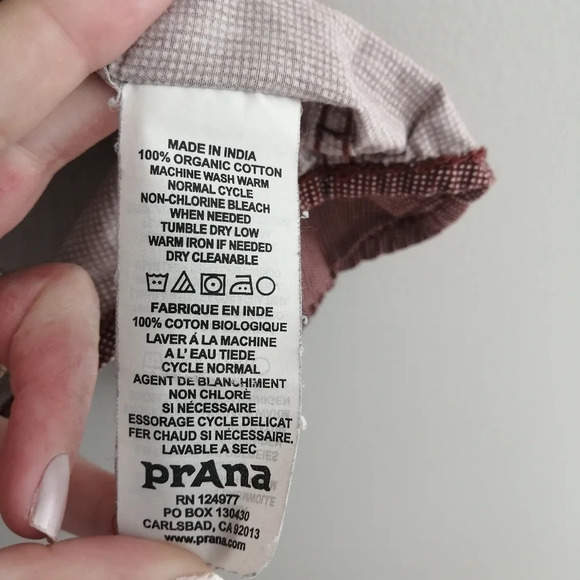 MADE IN INDIA
100% ORGANIC COTTON
MACHINE WASH WARM
NORMAL CYCLE
NON-CHLORINE BLEACH
WHEN NEEDED
TUMBLE DRY LOW
WARM IRON IF NEEDED
DRY CLEANABLE
FABRIQUE EN INDE
100% COTON BIOLOGIQUE
LAVER Á LA MACHINE
A L'EAU TIEDE
CYCLE NORMAL
AGENT DE BLANCHIMENT
NON CHLORÉ
SI NÉCESSAIRE
ESSORAGE CYCLE DELICAT
FER CHAUD SI NÉCESSAIRE.
LAVABLE A SEC
prAna
RN 124977
PO BOX 130430
CARLSBAD, CA 92013
www.prana.com